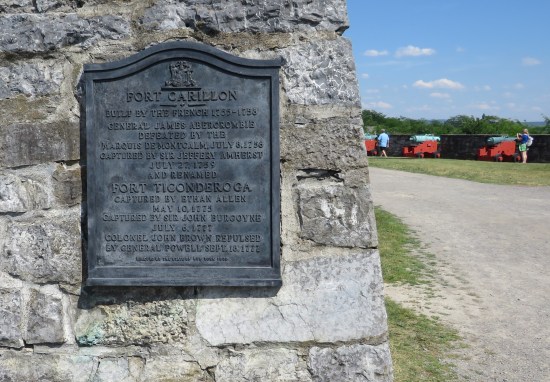 FORT CARILLON
BUILT BY THE FRENCH 1755-1758
GENERAL JAMES ABERCROMBIE
DEFEATED BY THE
MARQUIS DE MONTCALM, JULY 8, 1758
CAPTURED BY SIR JEFFERY AMHERST
JULY 27, 1759
AND RENAMED
FORT TICONDEROGA
CAPTURED BY ETHAN ALLEN
MAY 10, 1775
CAPTURED BY SIR JOHN BURGOYNE
JULY 6, 1777
COLONEL JOHN BROWN REPULSED
BY GENERAL POWELL SEPT. 18, 1777